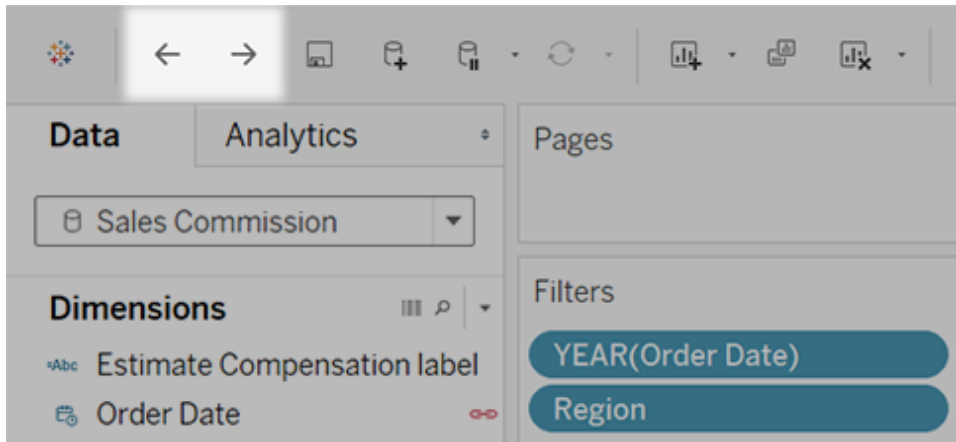 Data
Analytics
Pages
Sales Commission
Dimensions
Filters
Abc
Estimate Compensation label
YEAR(Order Date)
Order Date
Region